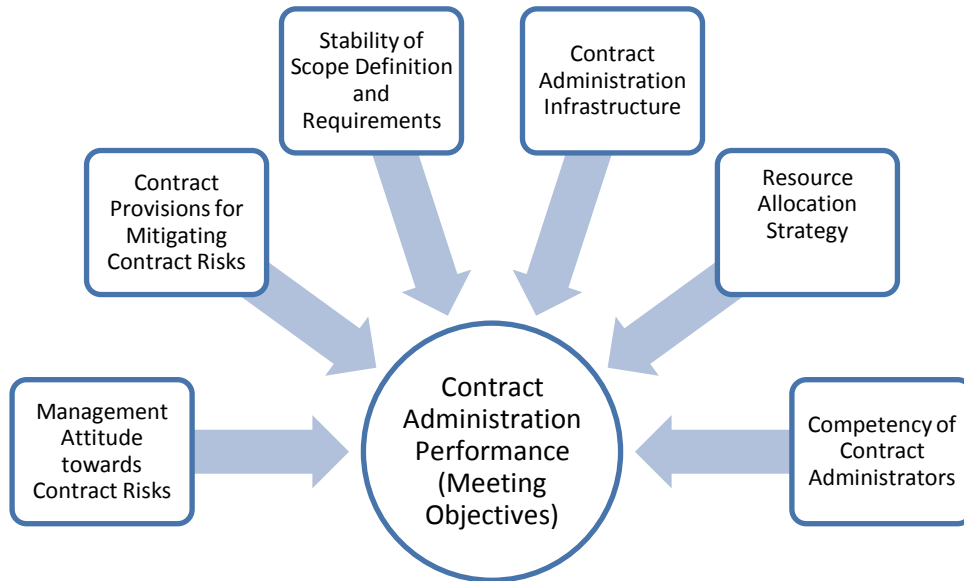 Stability of
Scope Definition
and
Requirements
Contract
Administration
Infrastructure
Contract
Provisions for
Mitigating
Contract Risks
Resource
Allocation
Strategy
Management
Attitude
towards
Contract Risks
Contract
Administration
Performance
(Meeting
Objectives)
Competency of
Contract
Administrators